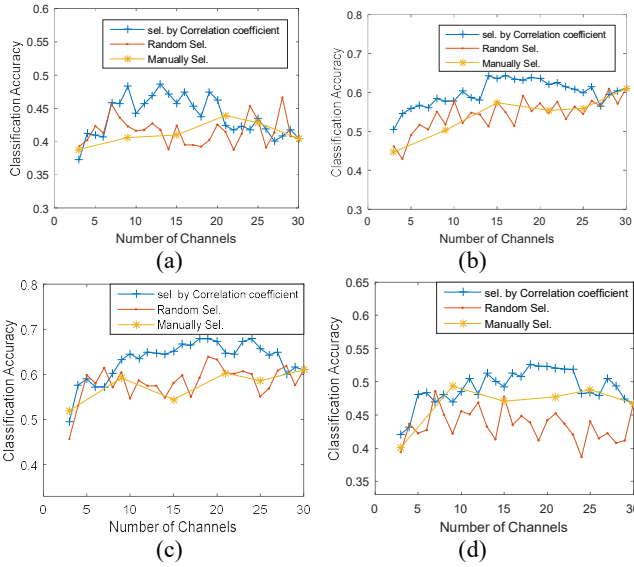 0.6
0.5
0.45
0.4
0.3
0 5 10 15 20 25 30
Classification Accuracy
Number of Channels
sel. by Correlation coefficient
Random Sel.
Manually Sel.
(a)
0.8
0.7
0.6
0.5
0.4
0.3
0 5 10 15 20 25 30
Classification Accuracy
Number of Channels
sel. by Correlation coefficient
Random Sel.
Manually Sel.
(b)
0.8
0.7
0.6
0.5
0.4
0 5 10 15 20 25 30
Classification Accuracy
Number of Channels
sel. by Correlation coefficient
Random Sel.
Manually Sel.
(c)
0.65
0.6
0.55
0.5
0.45
0.4
0.35
0 5 10 15 20 25 30
Classification Accuracy
Number of Channels
sel. by Correlation coefficient
Random Sel.
Manually Sel.
(d)